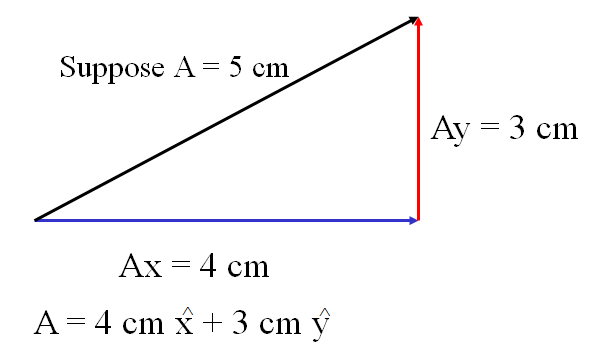 Suppose A = 5 cm
Ay = 3 cm
Ax = 4 cm
A = 4 cm x̂ + 3 cm ŷ